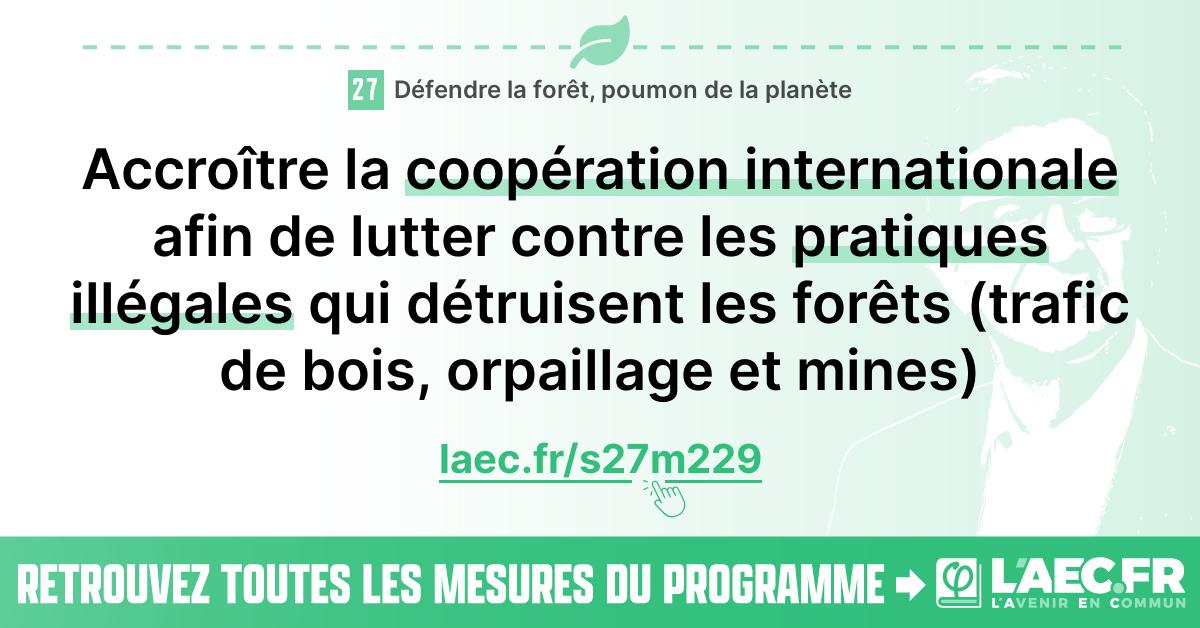 27 Défendre la forêt, poumon de la planète
Accroître la coopération internationale
afin de lutter contre les pratiques
illégales qui détruisent les forêts (trafic
de bois, orpaillage et mines)
laec.fr/s27m229
RETROUVEZ TOUTES LES MESURES DU PROGRAMME
φ L'AEC.FR
L'AVENIR EN COMMUN